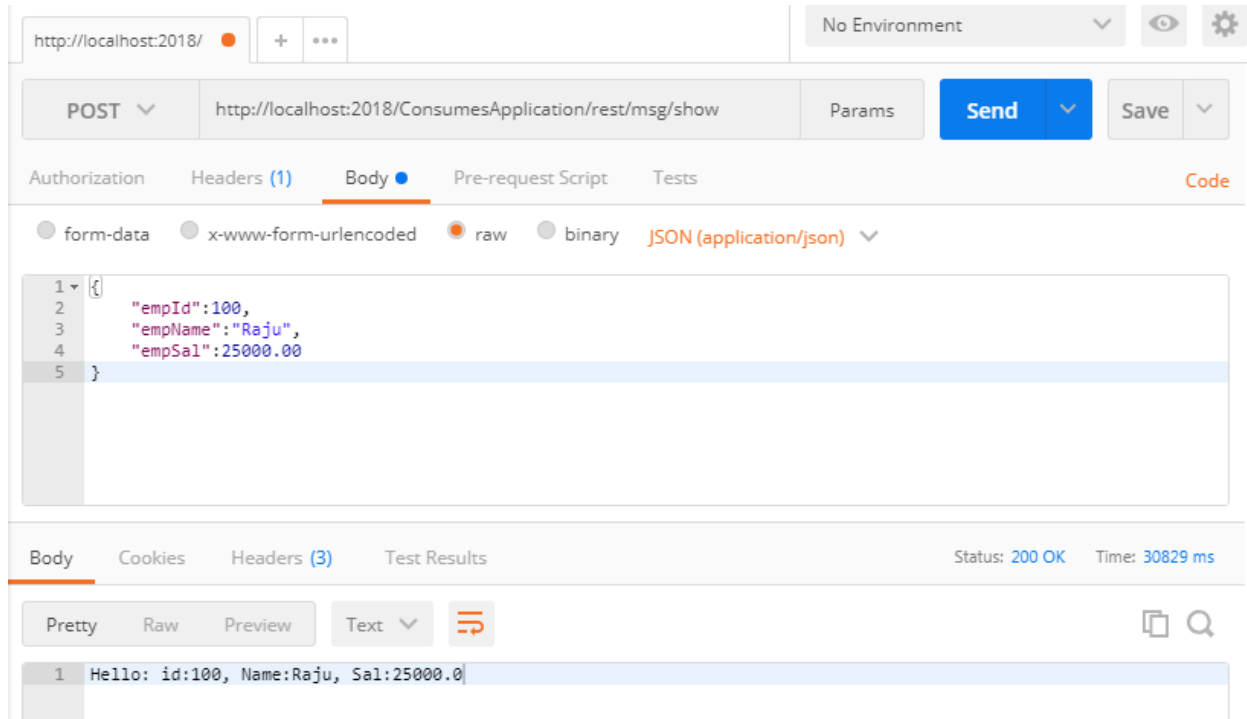 http://localhost:2018/
No Environment
POST http://localhost:2018/ConsumesApplication/rest/msg/show Params Send Save
Authorization Headers (1) Body Pre-request Script Tests Code
form-data x-www-form-urlencoded raw binary JSON (application/json)
1 {
2 "empId":100,
3 "empName":"Raju",
4 "empSal":25000.00
5 }
Body Cookies Headers (3) Test Results Status: 200 OK Time: 30829 ms
Pretty Raw Preview Text
1 Hello: id:100, Name:Raju, Sal:25000.0